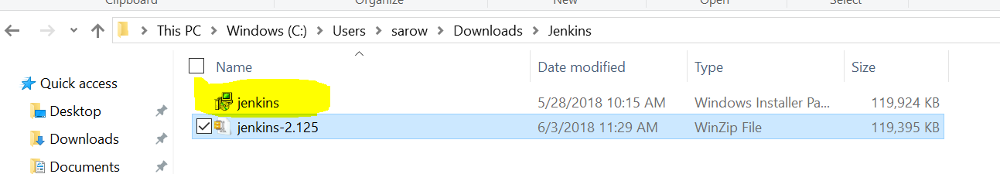 Clipboard Organize New Open Select
This PC Windows (C:) Users sarow Downloads Jenkins
Name Date modified Type Size
Quick access
jenkins 5/28/2018 10:15 AM Windows Installer Pa... 119,924 KB
Desktop
jenkins-2.125 6/3/2018 11:29 AM WinZip File 119,395 KB
Downloads
Documents